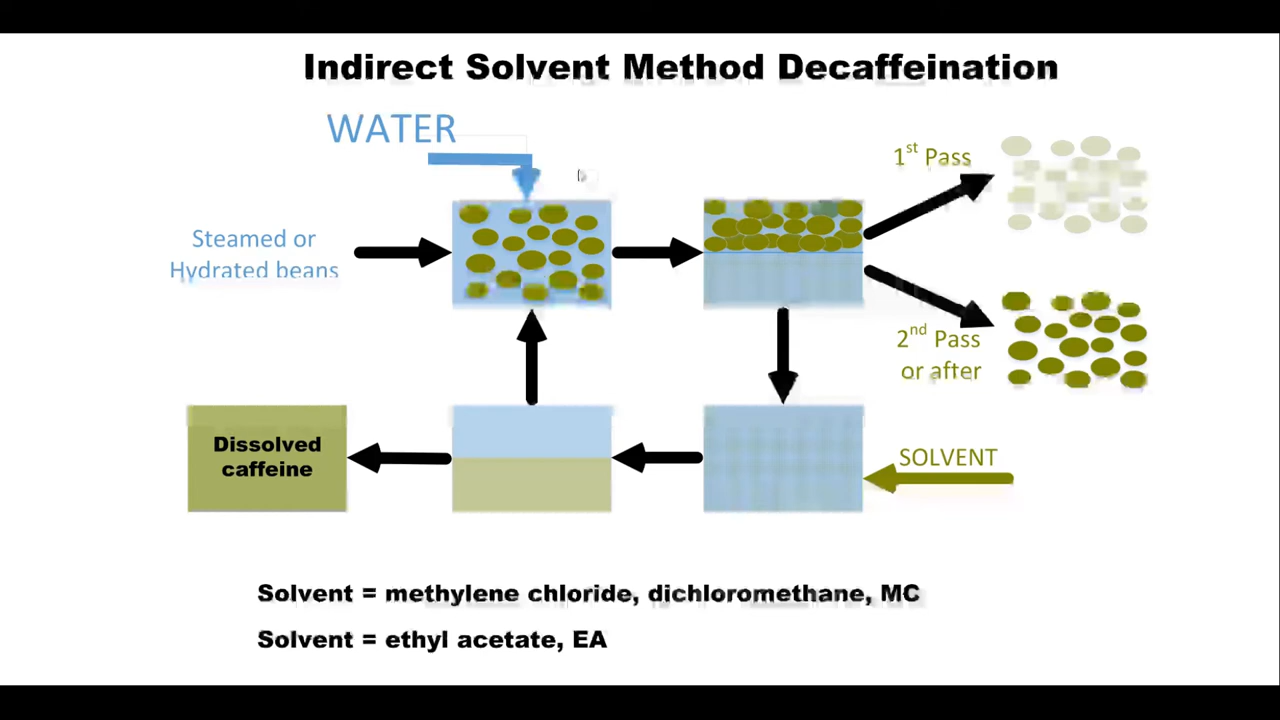 Indirect Solvent Method Decaffeination
WATER
1st Pass
Steamed or
Hydrated beans
2nd Pass
or after
Dissolved
caffeine
SOLVENT
Solvent = methylene chloride, dichloromethane, MC
Solvent = ethyl acetate, EA